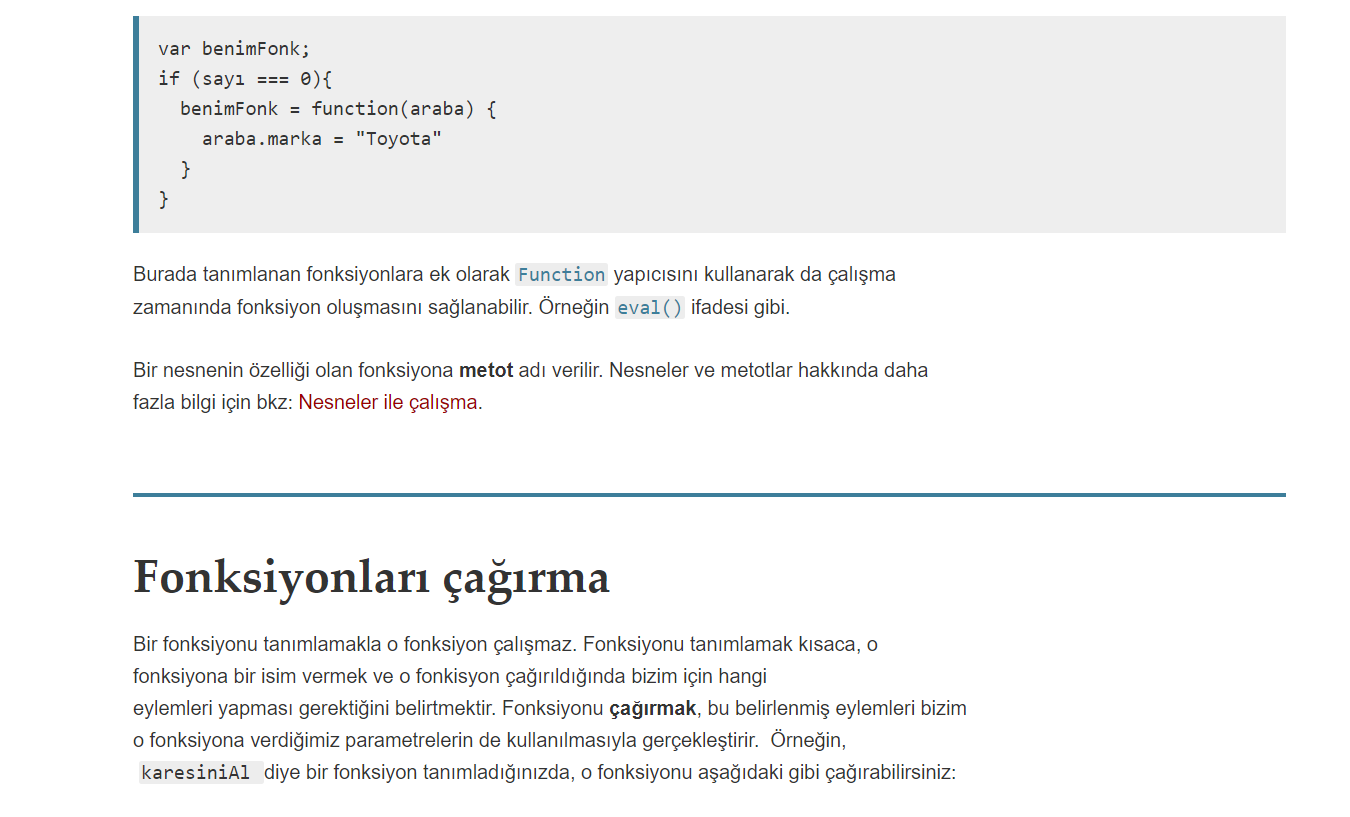 var benimFonk;
if (sayı === 0){
  benimFonk = function(araba) {
    araba.marka = "Toyota"
  }
}
Burada tanımlanan fonksiyonlara ek olarak Function yapıcısını kullanarak da çalışma
zamanında fonksiyon oluşmasını sağlanabilir. Örneğin eval() ifadesi gibi.
Bir nesnenin özelliği olan fonksiyona metot adı verilir. Nesneler ve metotlar hakkında daha
fazla bilgi için bkz: Nesneler ile çalışma.
Fonksiyonları çağırma
Bir fonksiyonu tanımlamakla o fonksiyon çalışmaz. Fonksiyonu tanımlamak kısaca, o
fonksiyona bir isim vermek ve o fonkisyon çağırıldığında bizim için hangi
eylemleri yapması gerektiğini belirtmektir. Fonksiyonu çağırmak, bu belirlenmiş eylemleri bizim
o fonksiyona verdiğimiz parametrelerin de kullanılmasıyla gerçekleştirir.  Örneğin,
karesiniAl diye bir fonksiyon tanımladığınızda, o fonksiyonu aşağıdaki gibi çağırabilirsiniz: